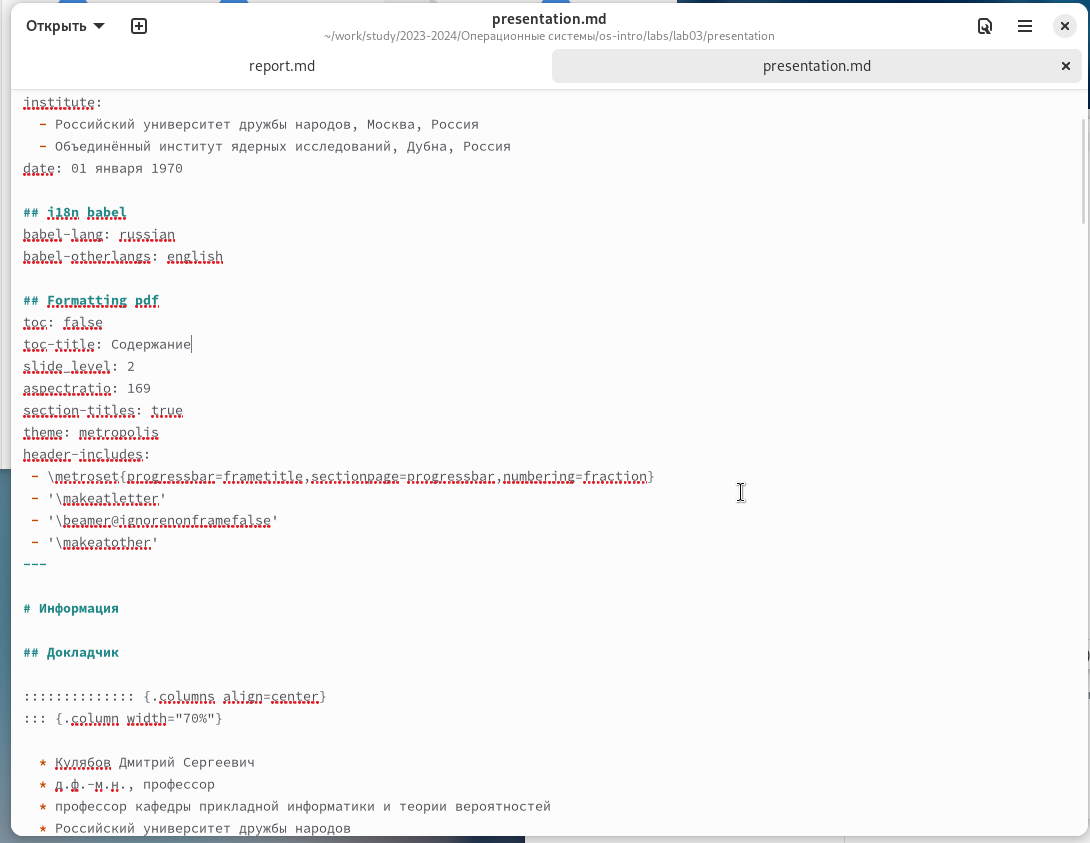 Открыть
presentation.md
~/work/study/2023-2024/Операционные системы/os-intro/labs/lab03/presentation
report.md
presentation.md
institute:
- Российский университет дружбы народов, Москва, Россия
- Объединённый институт ядерных исследований, Дубна, Россия
date: 01 января 1970
## i18n babel
babel-lang: russian
babel-otherlangs: english
## Formatting pdf
toc: false
toc-title: Содержание
slide_level: 2
aspectratio: 169
section-titles: true
theme: metropolis
header-includes:
- \metroset{progressbar=frametitle,sectionpage=progressbar,numbering=fraction}
- '\makeatletter'
- '\beamer@ignorenonframefalse'
- '\makeatother'
---
# Информация
## Докладчик
:::::::::::::: {.columns align=center}
::: {.column width="70%"}
* Кулябов Дмитрий Сергеевич
* д.ф.-м.н., профессор
* профессор кафедры прикладной информатики и теории вероятностей
* Российский университет дружбы народов